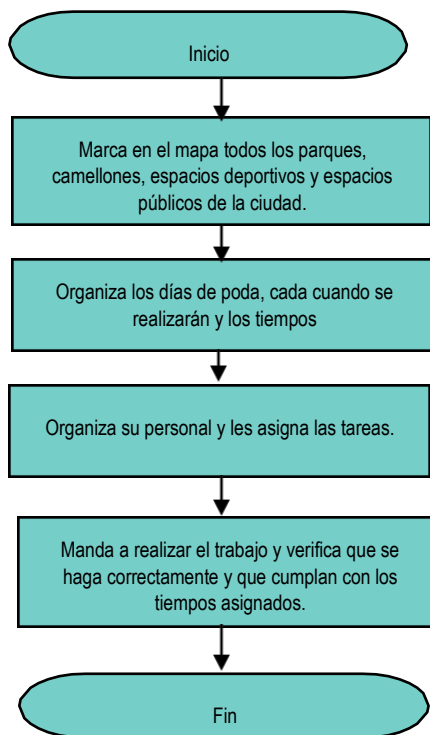 Inicio
Marca en el mapa todos los parques,
camellones, espacios deportivos y espacios
públicos de la ciudad.
Organiza los días de poda, cada cuando se
realizarán y los tiempos
Organiza su personal y les asigna las tareas.
Manda a realizar el trabajo y verifica que se
haga correctamente y que cumplan con los
tiempos asignados.
Fin